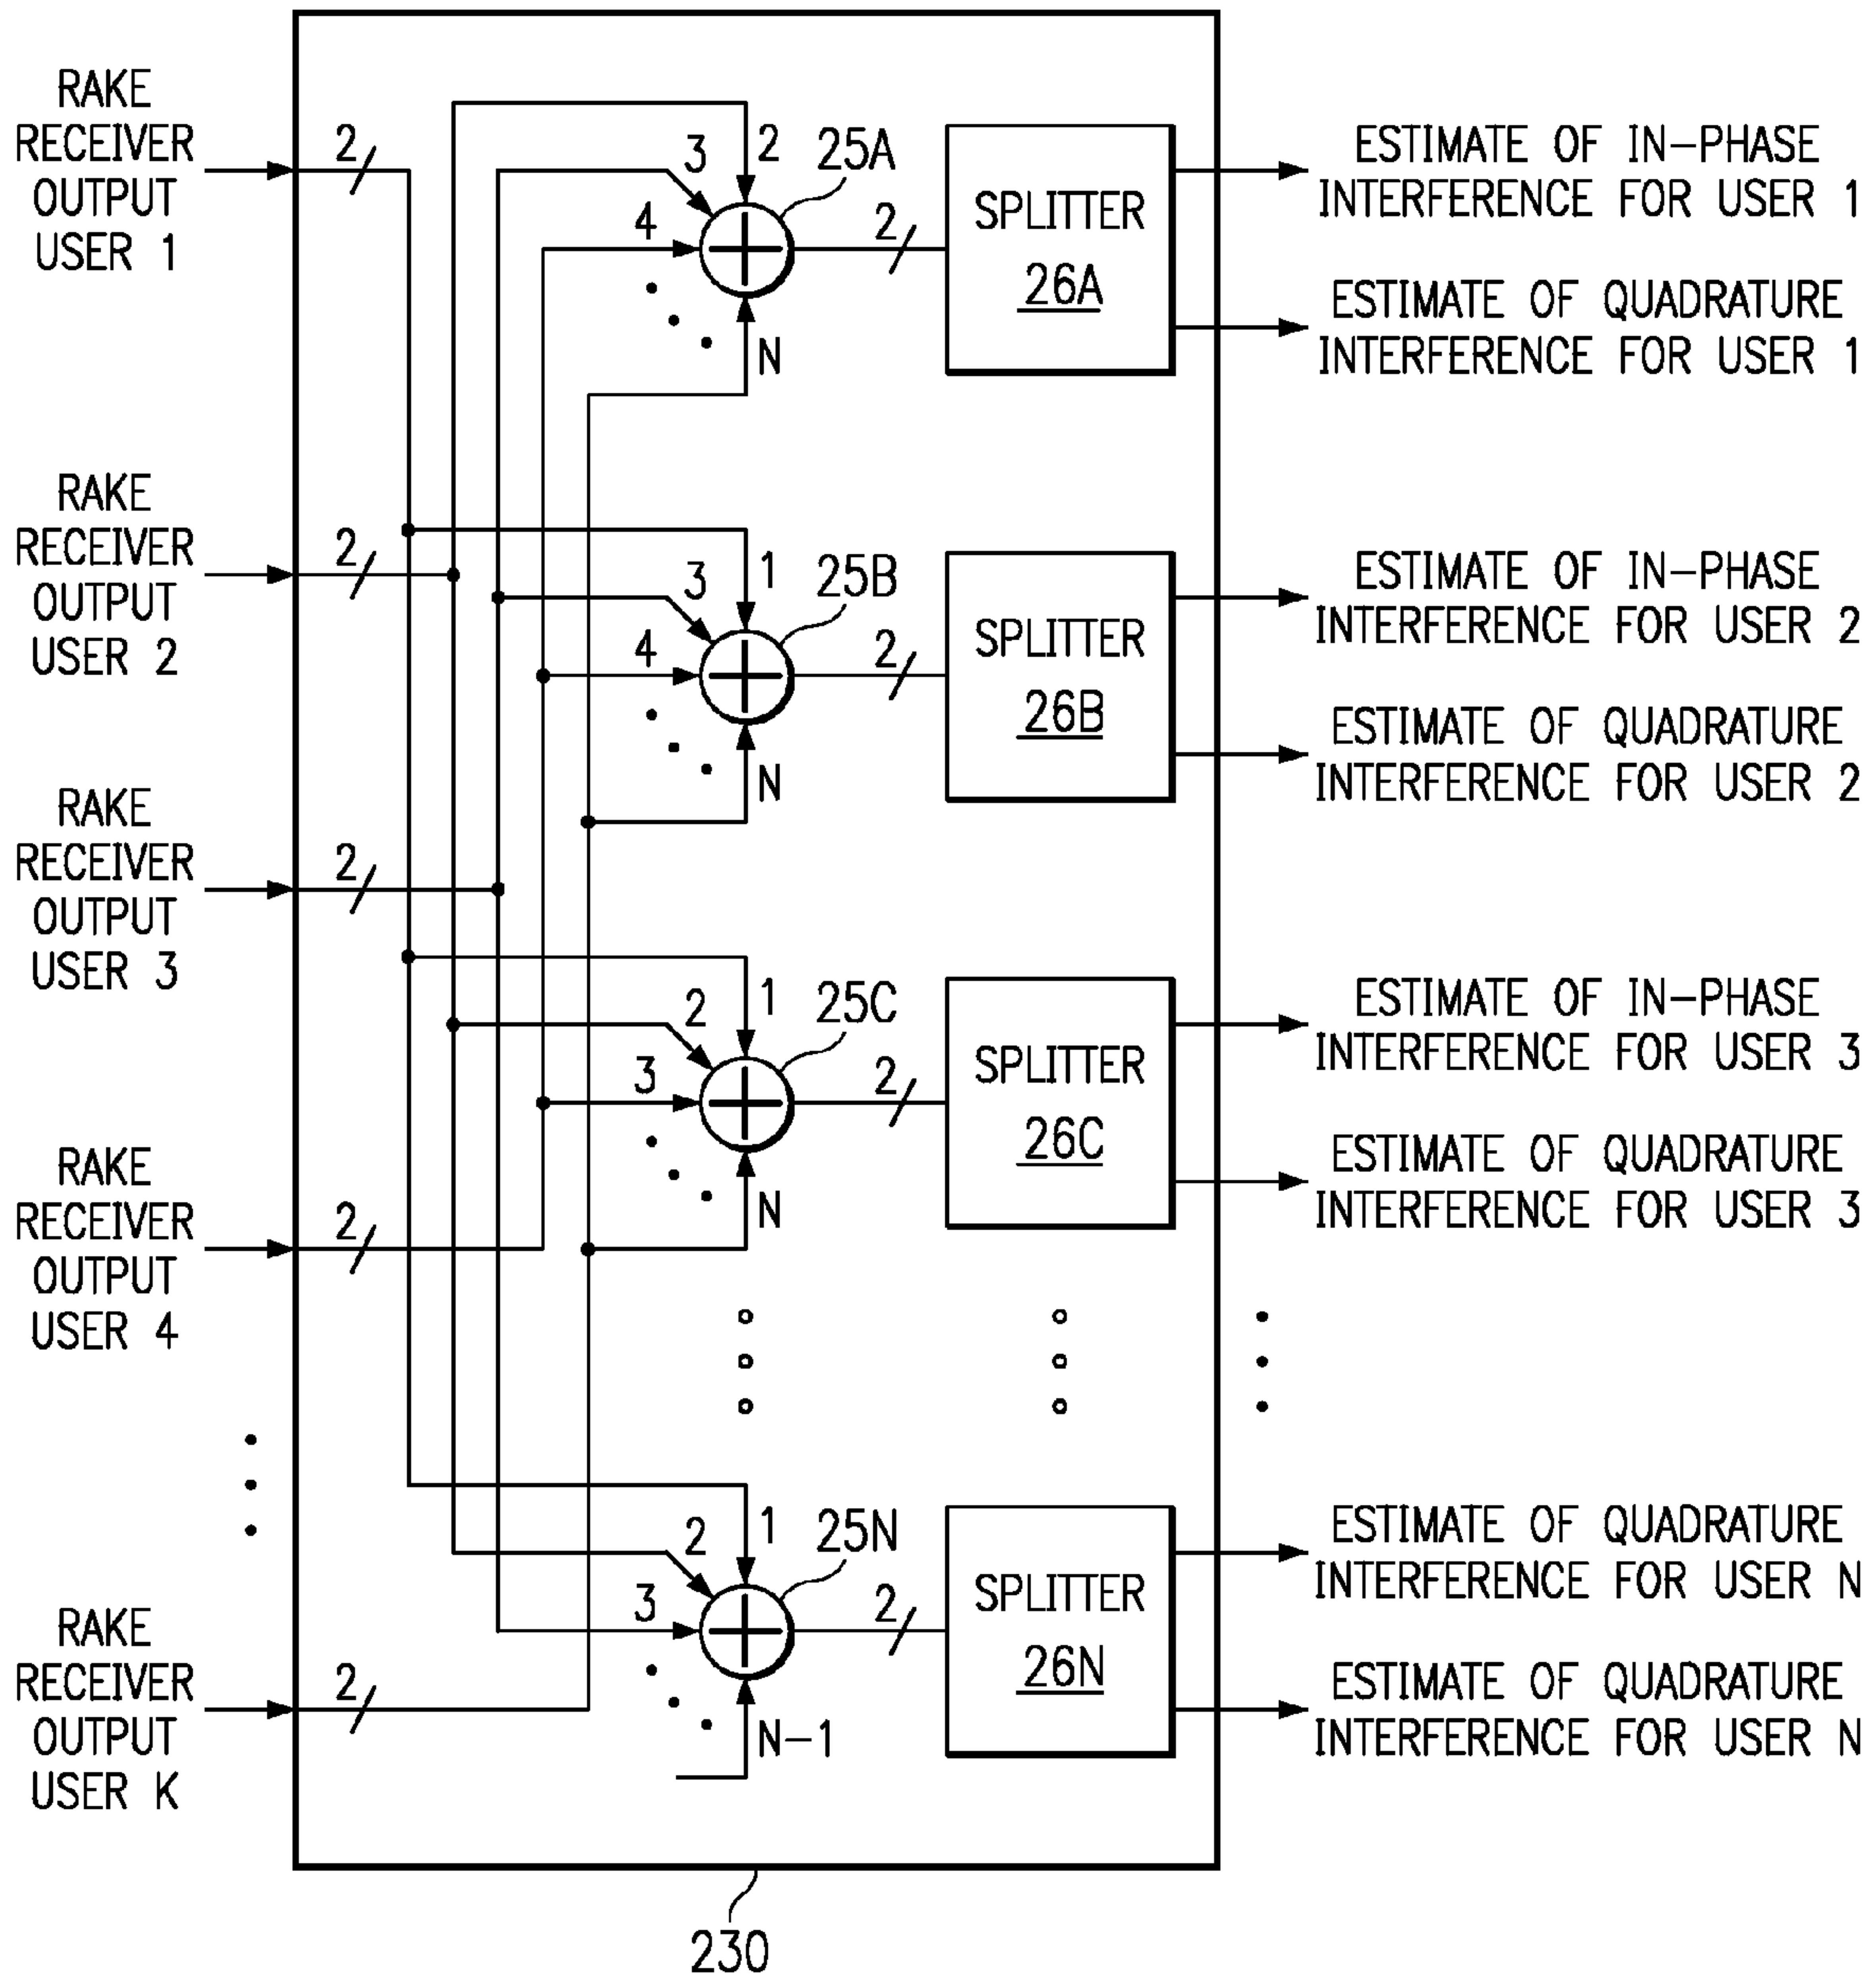 RAKE
RECEIVER
OUTPUT
USER 1
2
2
3
4
N
25A
2
SPLITTER
26A
ESTIMATE OF IN-PHASE
INTERFERENCE FOR USER 1
ESTIMATE OF QUADRATURE
INTERFERENCE FOR USER 1
RAKE
RECEIVER
OUTPUT
USER 2
2
1
3
4
N
25B
2
SPLITTER
26B
ESTIMATE OF IN-PHASE
INTERFERENCE FOR USER 2
ESTIMATE OF QUADRATURE
INTERFERENCE FOR USER 2
RAKE
RECEIVER
OUTPUT
USER 3
2
1
2
3
N
25C
2
SPLITTER
26C
ESTIMATE OF IN-PHASE
INTERFERENCE FOR USER 3
ESTIMATE OF QUADRATURE
INTERFERENCE FOR USER 3
RAKE
RECEIVER
OUTPUT
USER 4
2
RAKE
RECEIVER
OUTPUT
USER K
2
1
2
3
N-1
25N
2
SPLITTER
26N
ESTIMATE OF QUADRATURE
INTERFERENCE FOR USER N
ESTIMATE OF QUADRATURE
INTERFERENCE FOR USER N
230